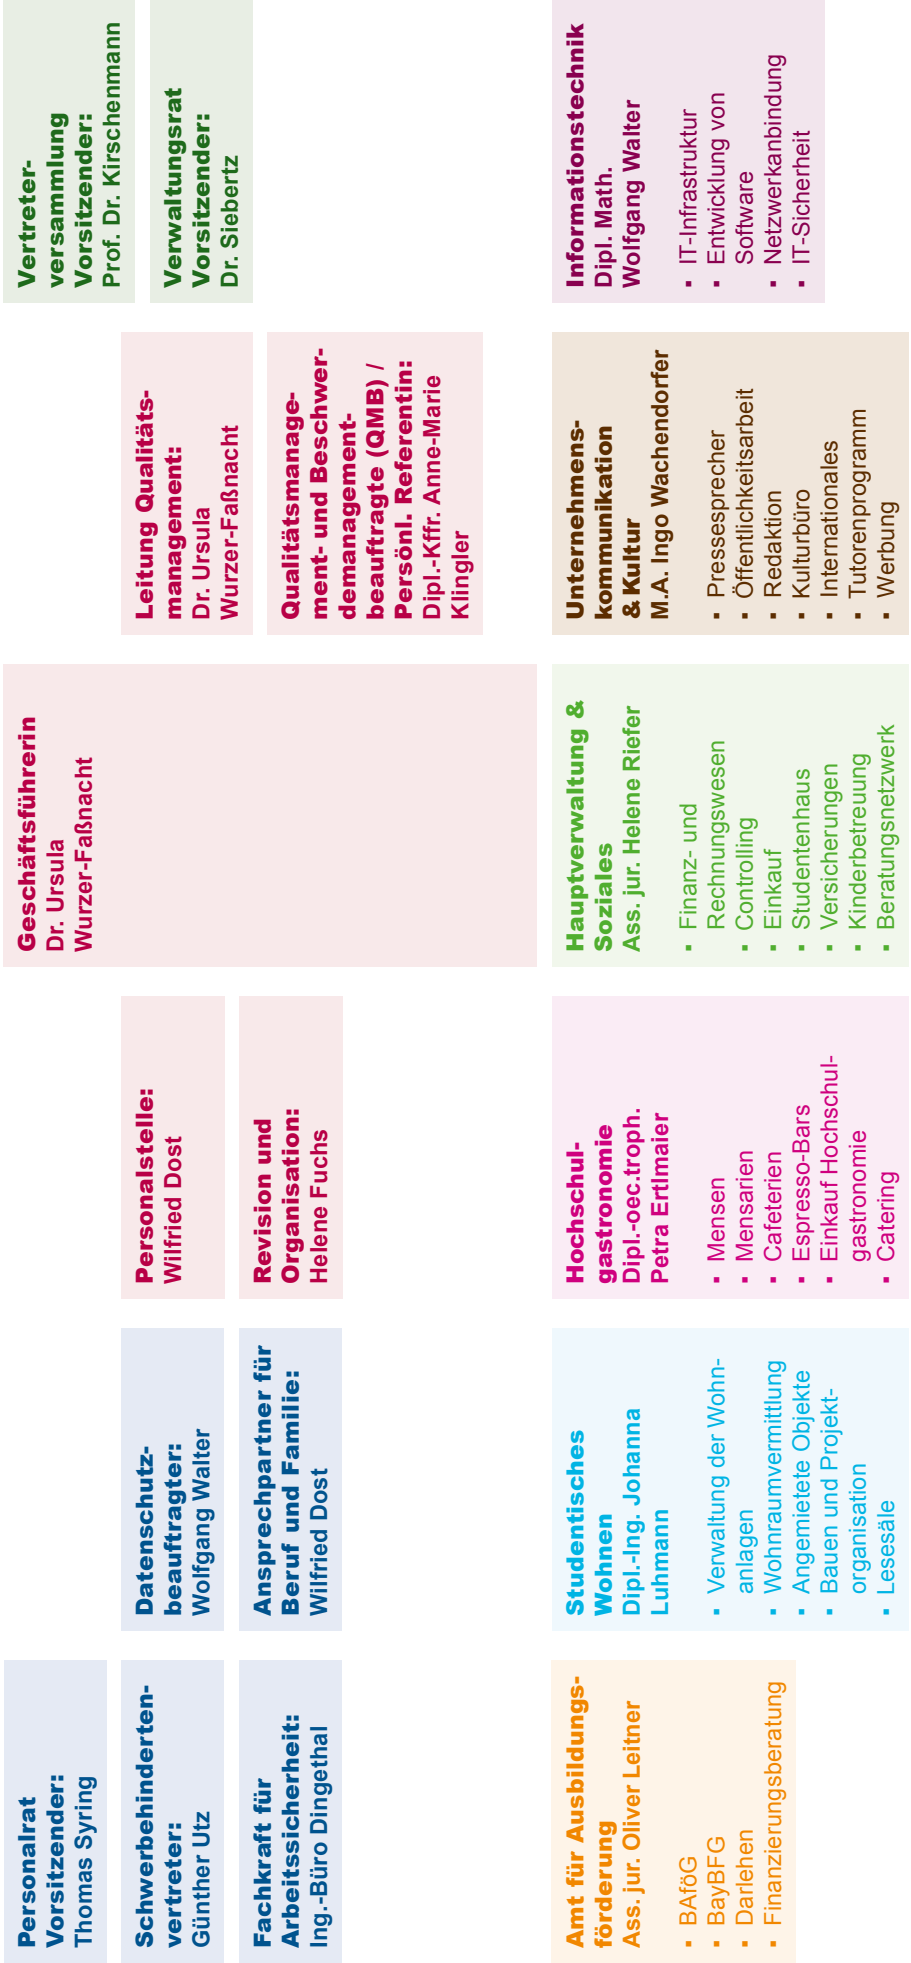 Personalrat
Vorsitzender:
Thomas Syring
Schwerbehinderten-
vertreter:
Günther Utz
Fachkraft für
Arbeitssicherheit:
Ing.-Büro Dingethal
Datenschutz-
beauftragter:
Wolfgang Walter
Ansprechpartner für
Beruf und Familie:
Wilfried Dost
Personalstelle:
Wilfried Dost
Revision und
Organisation:
Helene Fuchs
Geschäftsführerin
Dr. Ursula
Wurzer-Faßnacht
Leitung Qualitäts-
management:
Dr. Ursula
Wurzer-Faßnacht
Qualitätsmanage-
ment- und Beschwer-
demanagement-
beauftragte (QMB) /
Persönl. Referentin:
Dipl.-Kffr. Anne-Marie
Klingler
Vertreter-
versammlung
Vorsitzender:
Prof. Dr. Kirschenmann
Verwaltungsrat
Vorsitzender:
Dr. Siebertz
Amt für Ausbildungs-
förderung
Ass. jur. Oliver Leitner
▪ BAföG
▪ BayBFG
▪ Darlehen
▪ Finanzierungsberatung
Studentisches
Wohnen
Dipl.-Ing. Johanna
Luhmann
▪ Verwaltung der Wohn-
anlagen
▪ Wohnraumvermittlung
▪ Angemietete Objekte
▪ Bauen und Projekt-
organisation
▪ Lesesäle
Hochschul-
gastronomie
Dipl.-oec.troph.
Petra Ertlmaier
▪ Mensen
▪ Mensarien
▪ Cafeterien
▪ Espresso-Bars
▪ Einkauf Hochschul-
gastronomie
▪ Catering
Hauptverwaltung &
Soziales
Ass. jur. Helene Riefer
▪ Finanz- und
Rechnungswesen
▪ Controlling
▪ Einkauf
▪ Studentenhaus
▪ Versicherungen
▪ Kinderbetreuung
▪ Beratungsnetzwerk
Unternehmens-
kommunikation
& Kultur
M.A. Ingo Wachendorfer
▪ Pressesprecher
▪ Öffentlichkeitsarbeit
▪ Redaktion
▪ Kulturbüro
▪ Internationales
▪ Tutorenprogramm
▪ Werbung
Informationstechnik
Dipl. Math.
Wolfgang Walter
▪ IT-Infrastruktur
▪ Entwicklung von
Software
▪ Netzwerkanbindung
▪ IT-Sicherheit